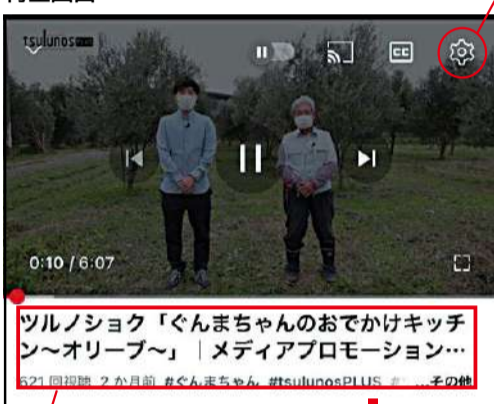 tsulunos
CC
0:10 / 6:07
ツルノショク「ぐんまちゃんのおでかけキッチ
ン～オリーブ～」｜メディアプロモーション…
621 回視聴 2 か月前 #ぐんまちゃん #tsulunosPLUS …その他